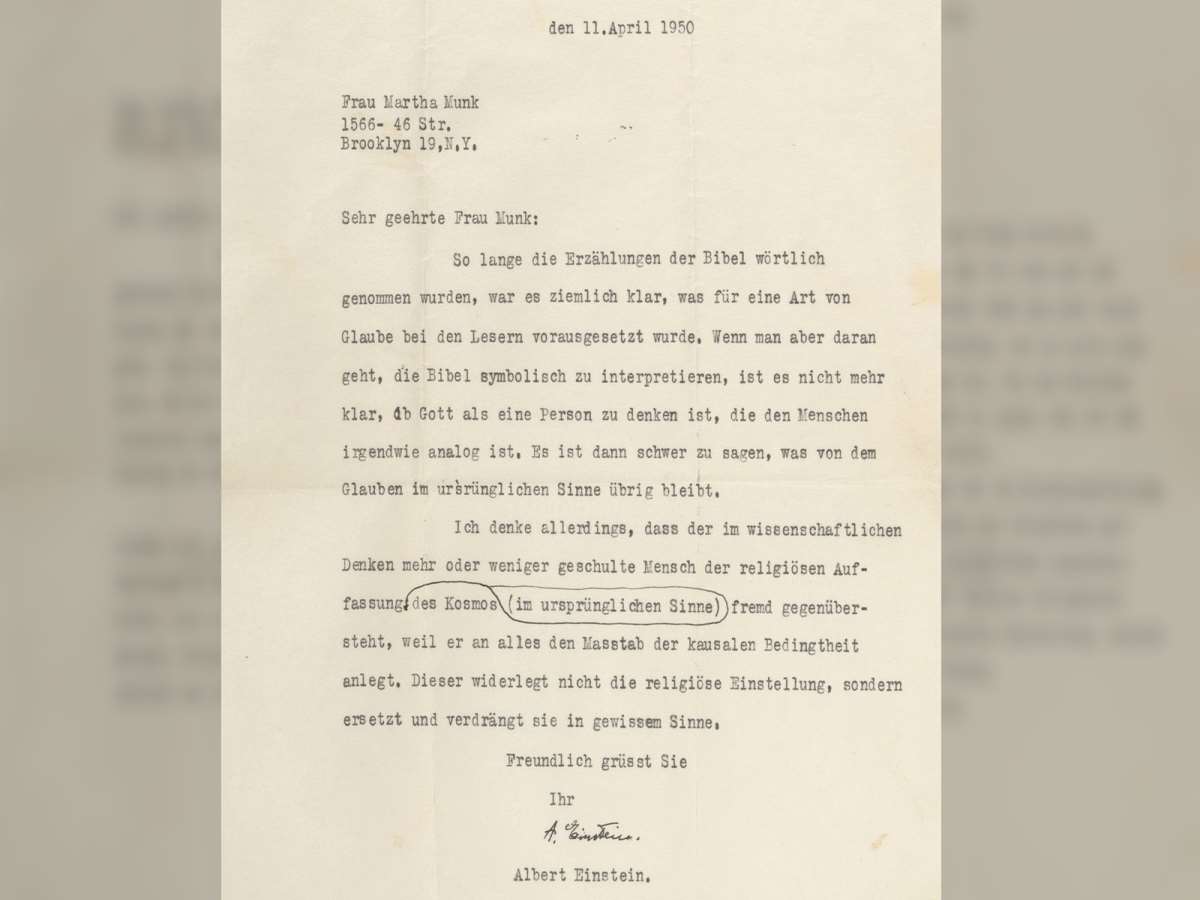 den 11.April 1950
Frau Martha Munk
1566- 46 Str.
Brooklyn 19,N.Y.
Sehr geehrte Frau Munk:
So lange die Erzählungen der Bibel wörtlich
genommen wurden, war es ziemlich klar, was für eine Art von
Glaube bei den Lesern vorausgesetzt wurde. Wenn man aber daran
geht, die Bibel symbolisch zu interpretieren, ist es nicht mehr
klar, ob Gott als eine Person zu denken ist, die den Menschen
irgendwie analog ist. Es ist dann schwer zu sagen, was von dem
Glauben im ursrünglichen Sinne übrig bleibt.
Ich denke allerdings, dass der im wissenschaftlichen
Denken mehr oder weniger geschulte Mensch der religiösen Auf-
fassung des Kosmos (im ursprünglichen Sinne) fremd gegenüber-
steht, weil er an alles den Masstab der kausalen Bedingtheit
anlegt. Dieser widerlegt nicht die religiöse Einstellung, sondern
ersetzt und verdrängt sie in gewissem Sinne.
Freundlich grüsst Sie
Ihr
A. Einstein.
Albert Einstein.